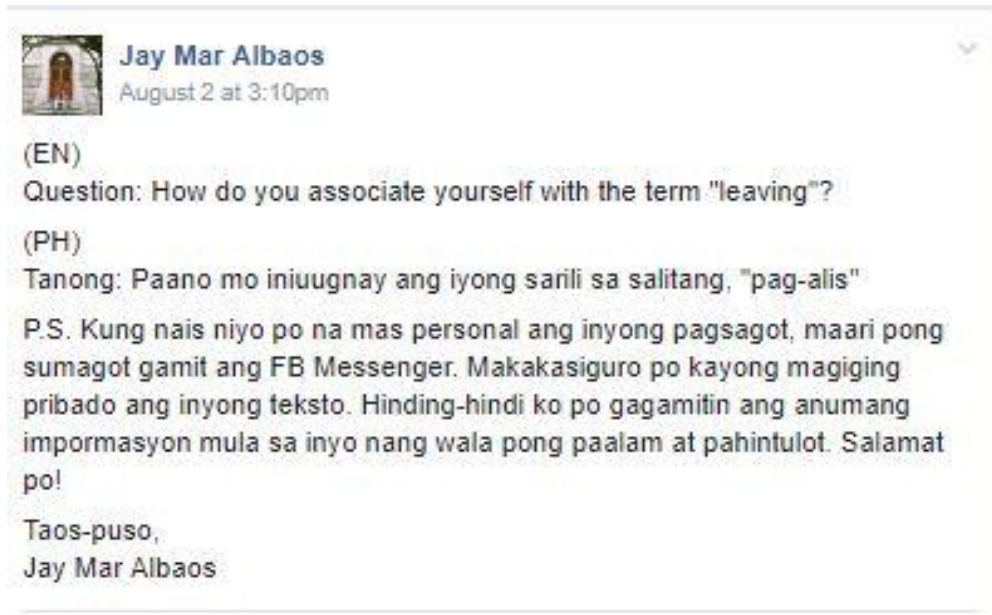 Jay Mar Albaos
August 2 at 3:10pm
(EN)
Question: How do you associate yourself with the term "leaving"?
(PH)
Tanong: Paano mo iniuugnay ang iyong sarili sa salitang, "pag-alis"
P.S. Kung nais niyo po na mas personal ang inyong pagsagot, maari pong
sumagot gamit ang FB Messenger. Makakasiguro po kayong magiging
pribado ang inyong teksto. Hinding-hindi ko po gagamitin ang anumang
impormasyon mula sa inyo nang wala pong paalam at pahintulot. Salamat
po!
Taos-puso,
Jay Mar Albaos